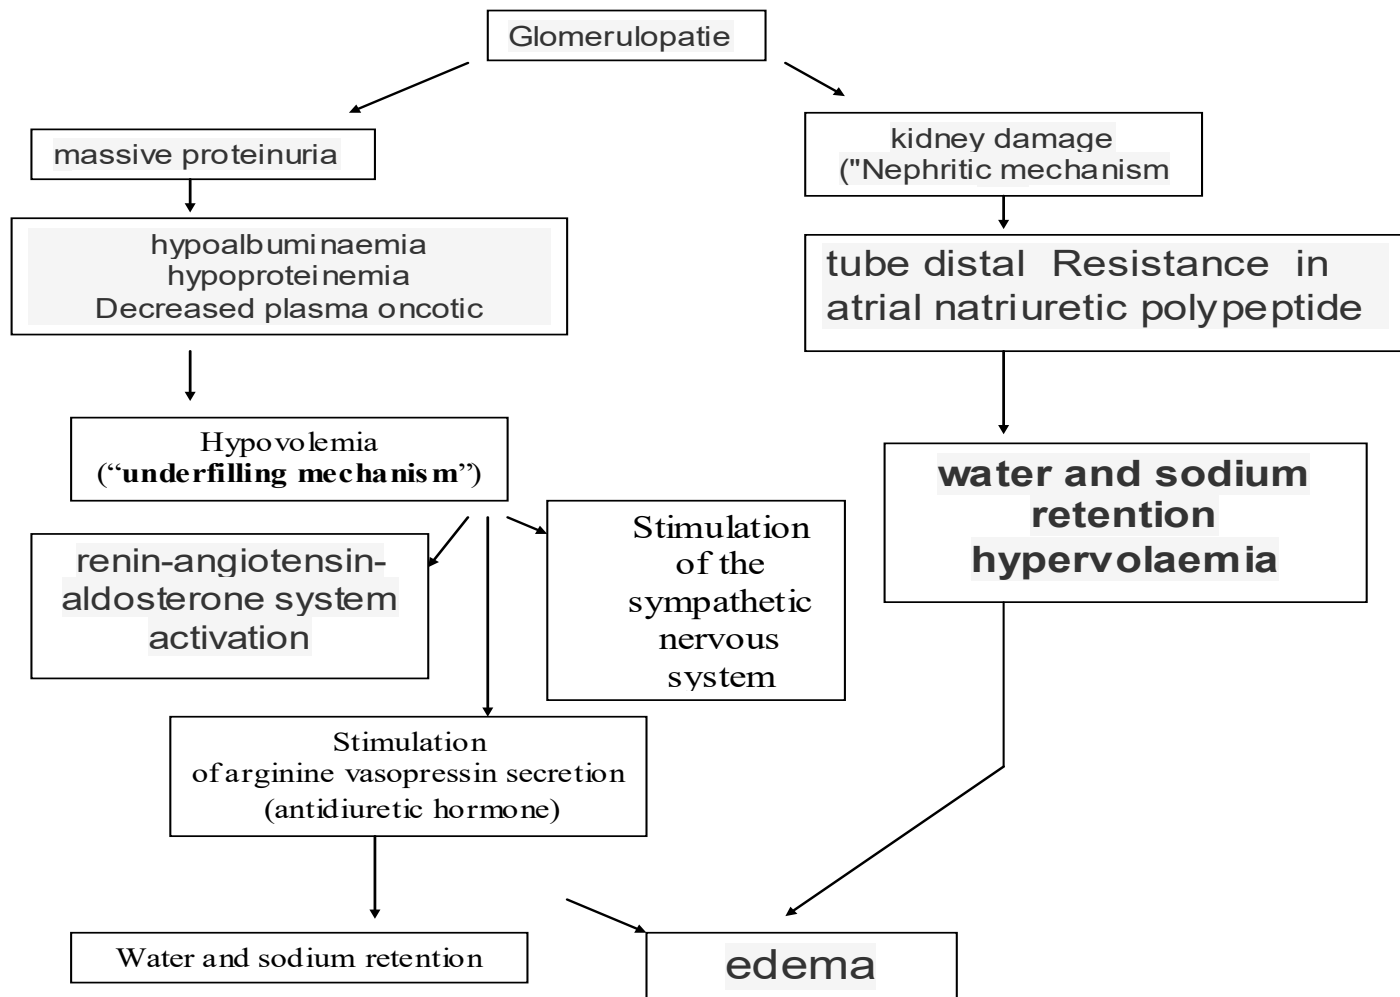 Glomerulopatie
massive proteinuria
kidney damage
("Nephritic mechanism
hypoalbuminaemia
hypoproteinemia
Decreased plasma oncotic
tube distal Resistance in
atrial natriuretic polypeptide
Hypovolemia
(“underfilling mechanism”)
water and sodium
retention
hypervolaemia
renin-angiotensin-
aldosterone system
activation
Stimulation
of the
sympathetic
nervous
system
Stimulation
of arginine vasopressin secretion
(antidiuretic hormone)
Water and sodium retention
edema